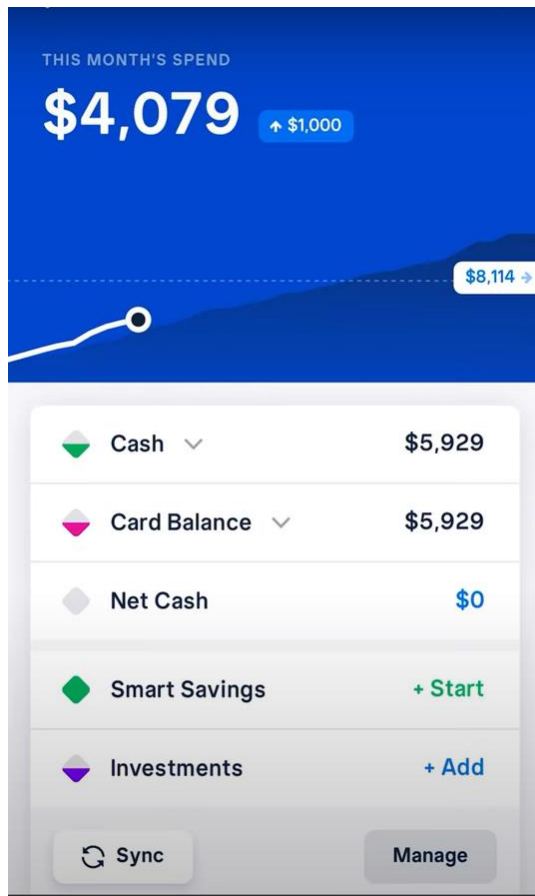 THIS MONTH'S SPEND
$4,079 ↑ $1,000
$8,114 →
Cash $5,929
Card Balance $5,929
Net Cash $0
Smart Savings + Start
Investments + Add
Sync Manage